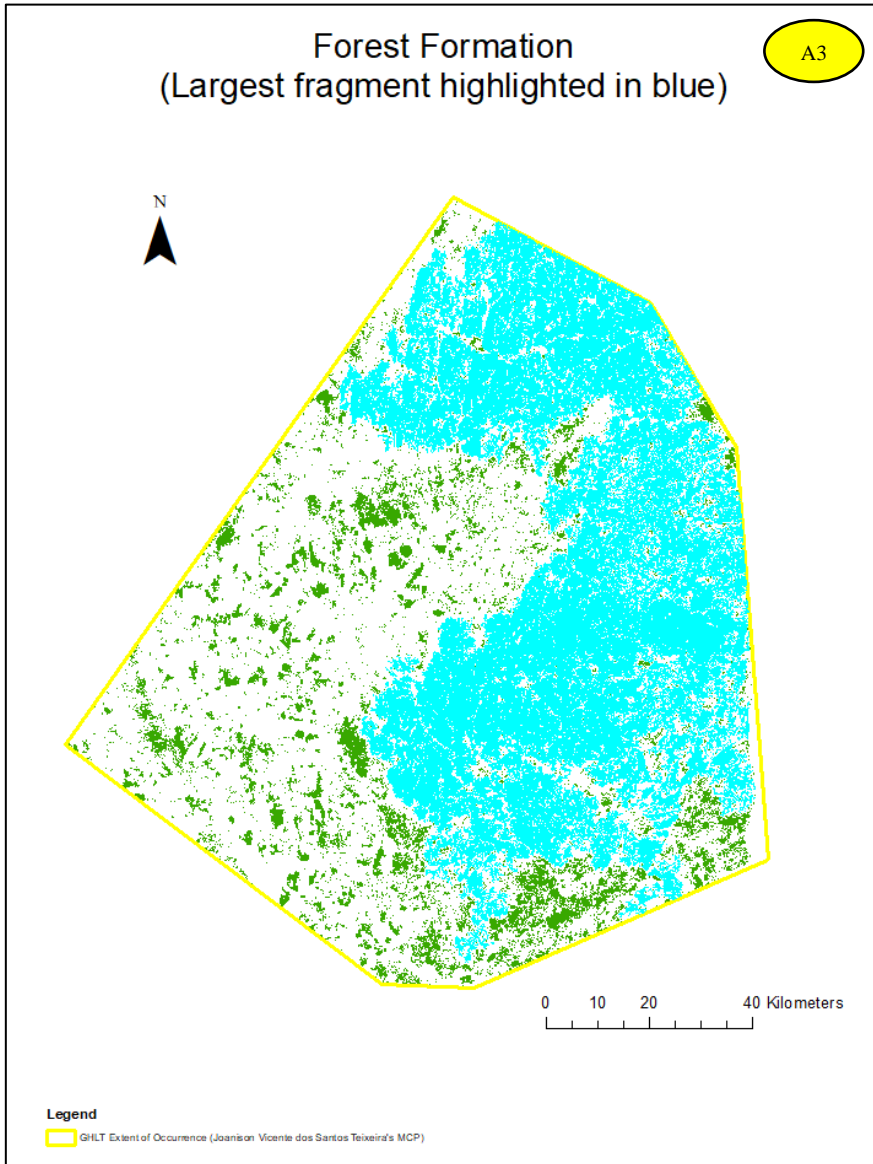 Forest Formation
(Largest fragment highlighted in blue)
A3
N
0 10 20 40 Kilometers
Legend
GHLT Extent of Occurrence (Joanison Vicente dos Santos Teixeira's MCP)